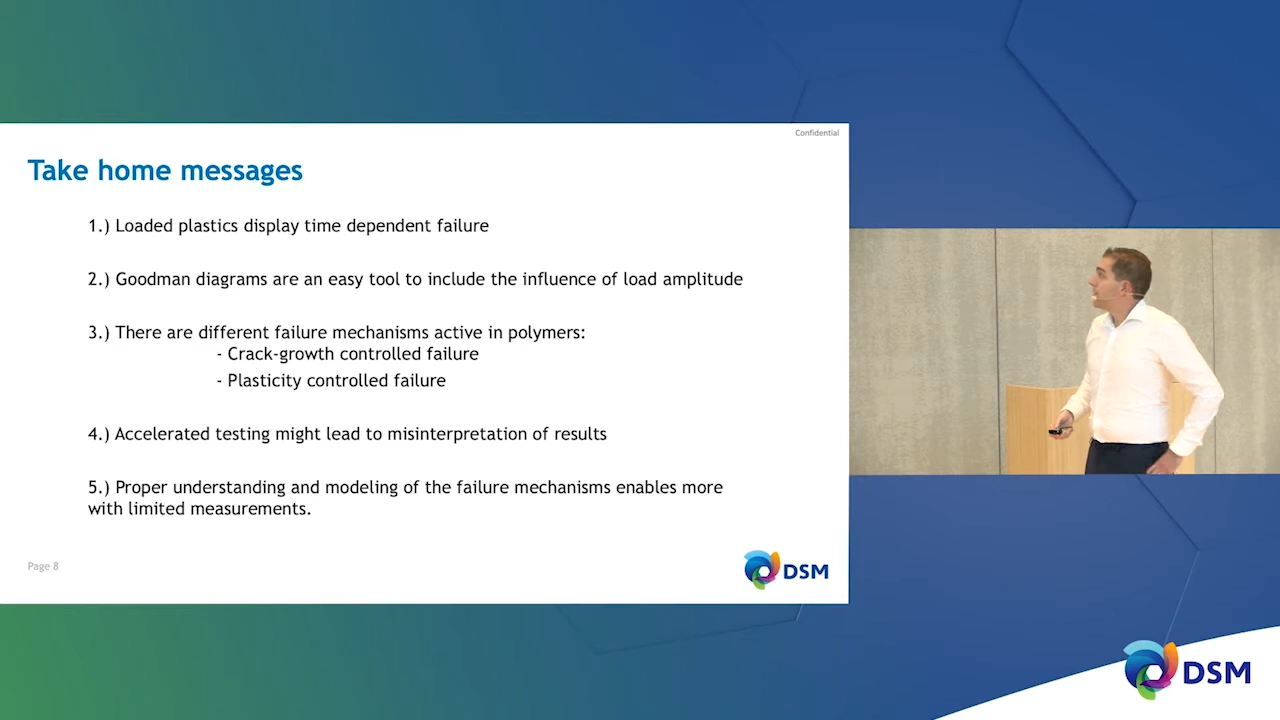 Confidential
Take home messages
1.) Loaded plastics display time dependent failure
2.) Goodman diagrams are an easy tool to include the influence of load amplitude
3.) There are different failure mechanisms active in polymers:
- Crack-growth controlled failure
- Plasticity controlled failure
4.) Accelerated testing might lead to misinterpretation of results
5.) Proper understanding and modeling of the failure mechanisms enables more
with limited measurements.
Page 8
DSM
DSM